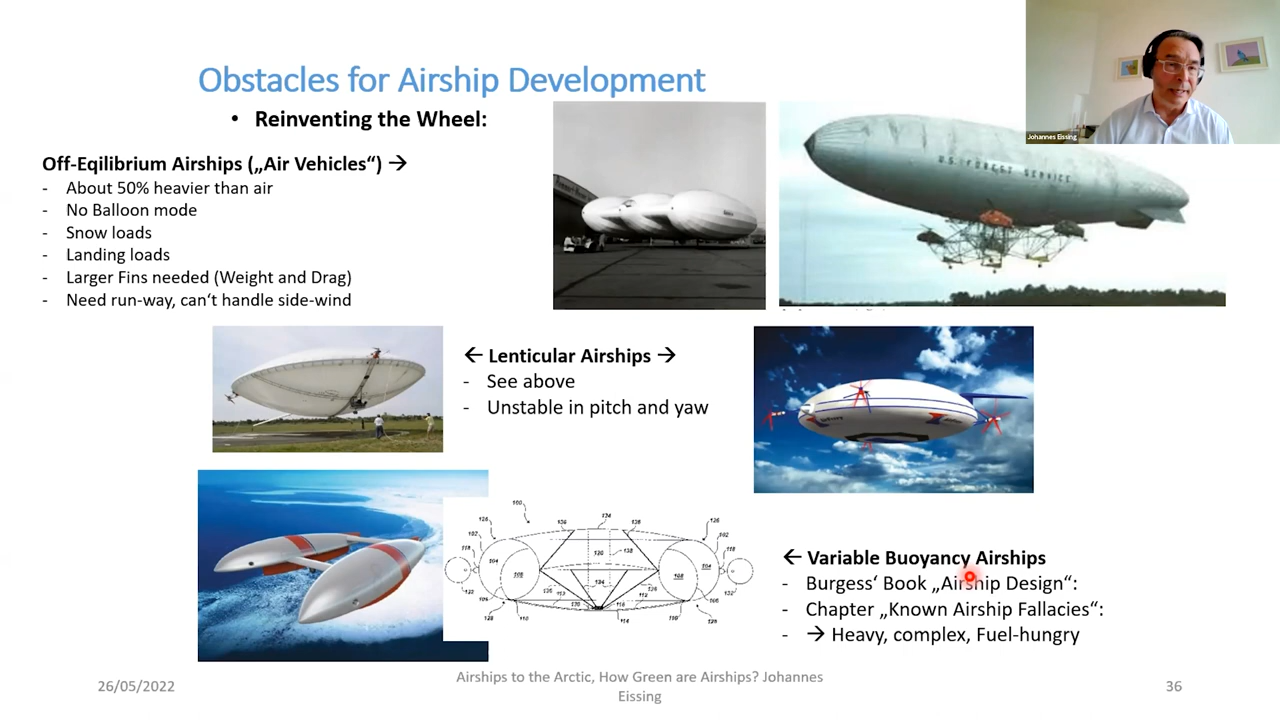 Obstacles for Airship Development
• Reinventing the Wheel:
Johannes Eissing
Off-Eqilibrium Airships („Air Vehicles“) →
- About 50% heavier than air
- No Balloon mode
- Snow loads
- Landing loads
- Larger Fins needed (Weight and Drag)
- Need run-way, can‘t handle side-wind
U.S. FOREST SERVICE
← Lenticular Airships →
- See above
- Unstable in pitch and yaw
← Variable Buoyancy Airships
- Burgess‘ Book „Airship Design“:
- Chapter „Known Airship Fallacies“:
- → Heavy, complex, Fuel-hungry
26/05/2022
Airships to the Arctic, How Green are Airships? Johannes
Eissing
36